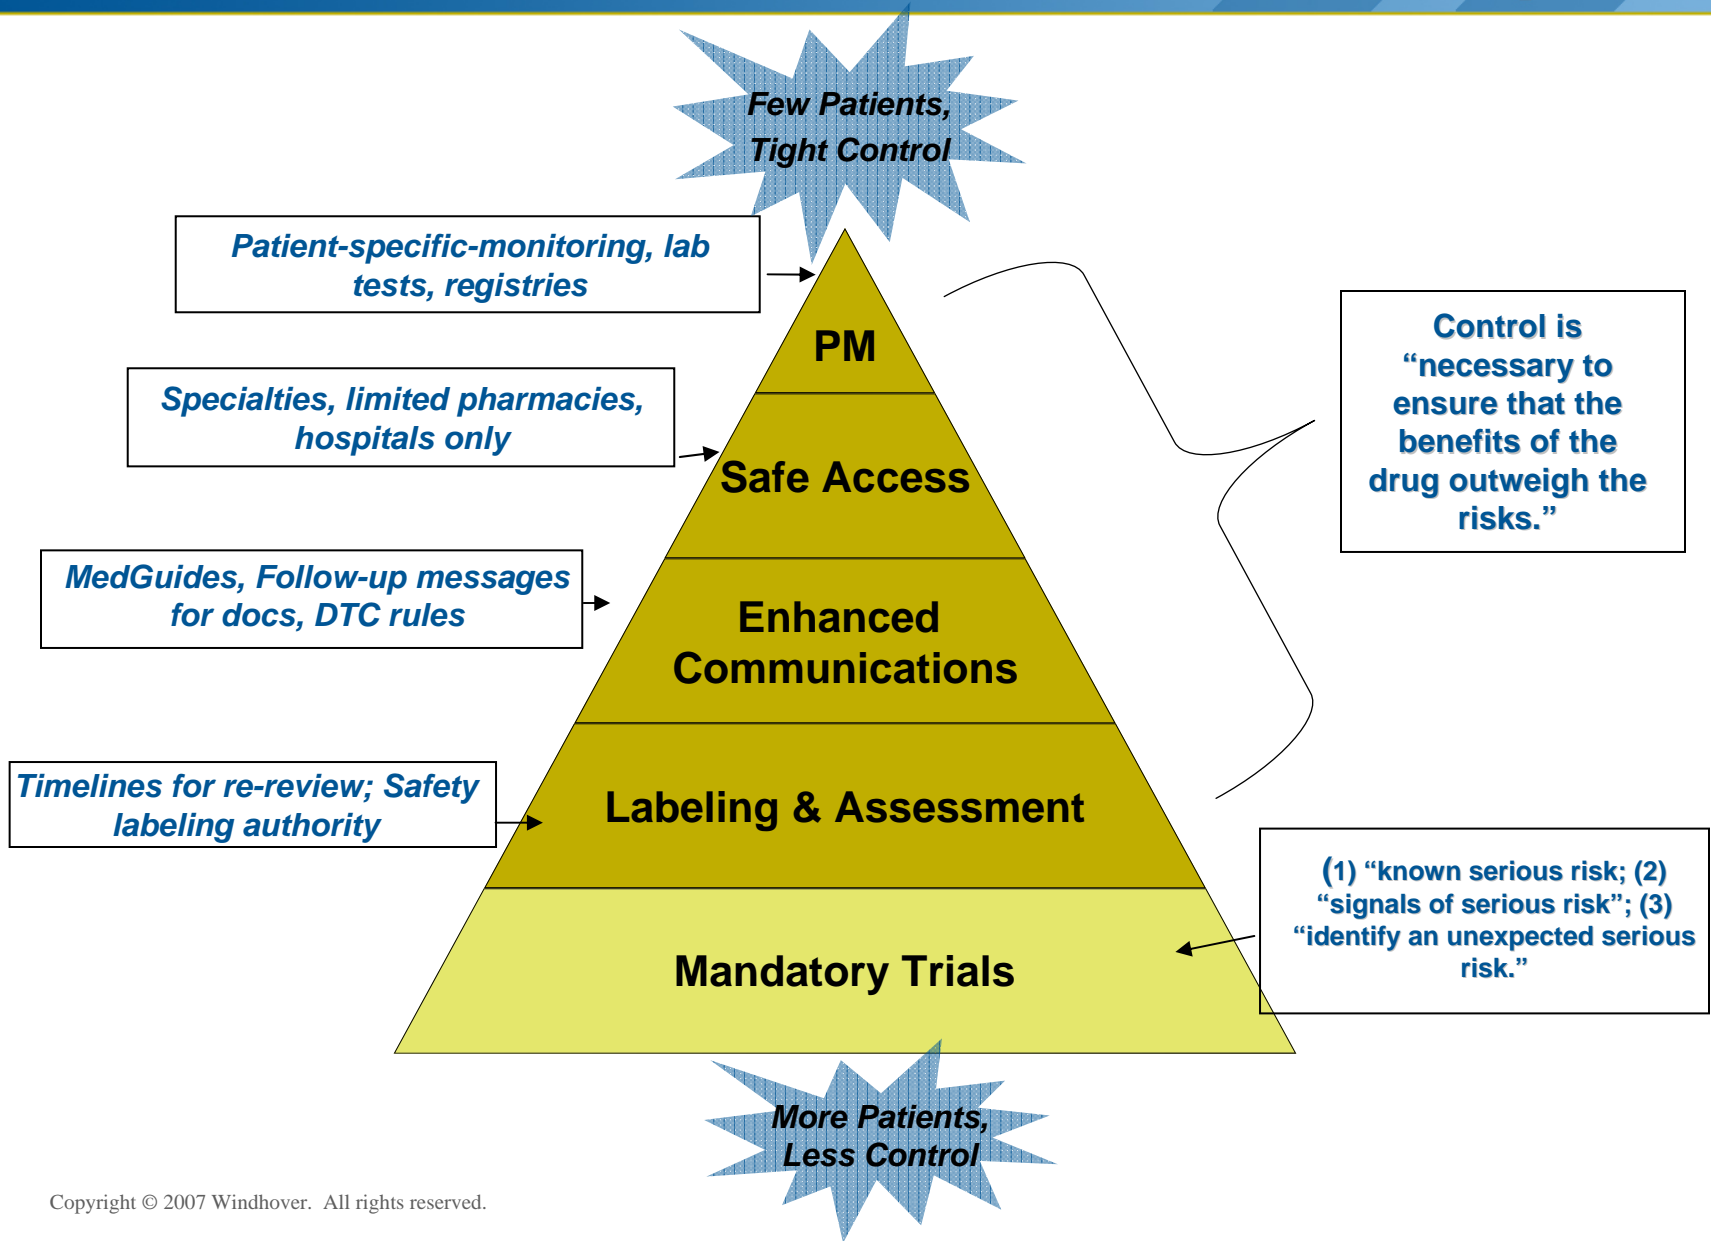 Few Patients,
Tight Control
Patient-specific-monitoring, lab
tests, registries
PM
Control is
“necessary to
ensure that the
benefits of the
drug outweigh the
risks.”
Specialties, limited pharmacies,
hospitals only
Safe Access
MedGuides, Follow-up messages
for docs, DTC rules
Enhanced
Communications
Timelines for re-review; Safety
labeling authority
Labeling & Assessment
(1) “known serious risk; (2)
“signals of serious risk”; (3)
“identify an unexpected serious
risk.”
Mandatory Trials
More Patients,
Less Control
Copyright © 2007 Windhover.  All rights reserved.